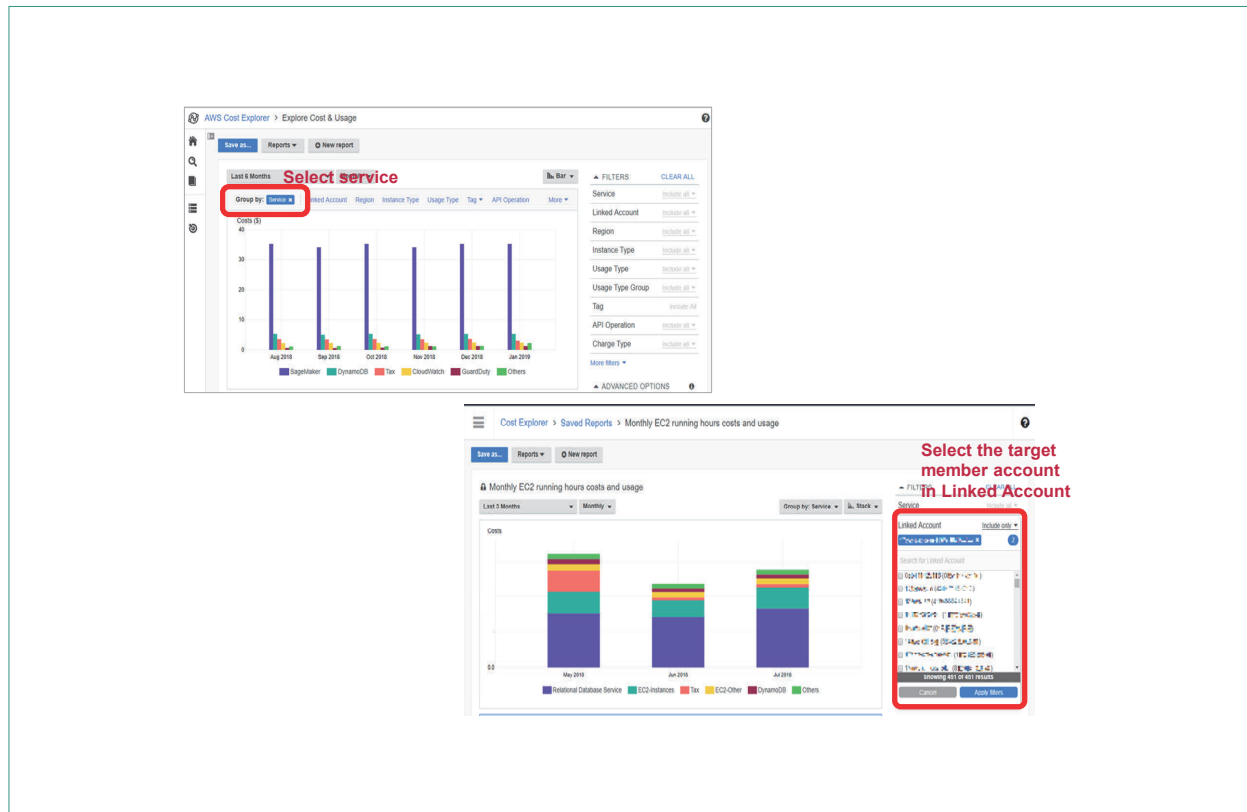 AWS Cost Explorer > Explore Cost & Usage
Save as...
Reports
New report
Last 6 Months
Select service
Bar
Group by:
Service ×
Linked Account
Region
Instance Type
Usage Type
Tag
API Operation
More
Costs ($)
40
30
20
10
0
Aug 2018
Sep 2018
Oct 2018
Nov 2018
Dec 2018
Jan 2019
SageMaker
DynamoDB
Tax
CloudWatch
GuardDuty
Others
FILTERS
CLEAR ALL
Service
Include all
Linked Account
Include all
Region
Include all
Instance Type
Include all
Usage Type
Include all
Usage Type Group
Include all
Tag
Include All
API Operation
Include all
Charge Type
Include all
More filters
ADVANCED OPTIONS
Cost Explorer > Saved Reports > Monthly EC2 running hours costs and usage
Save as...
Reports
New report
Select the target
member account
in Linked Account
Monthly EC2 running hours costs and usage
Last 3 Months
Monthly
Group by: Service
Stack
Costs
0.0
May 2018
Jun 2018
Jul 2018
Relational Database Service
EC2-Instances
Tax
EC2-Other
DynamoDB
Others
FILTERS
CLEAR ALL
Service
Include all
Linked Account
Include only
Search for Linked Account
Showing 461 of 461 results
Cancel
Apply filters